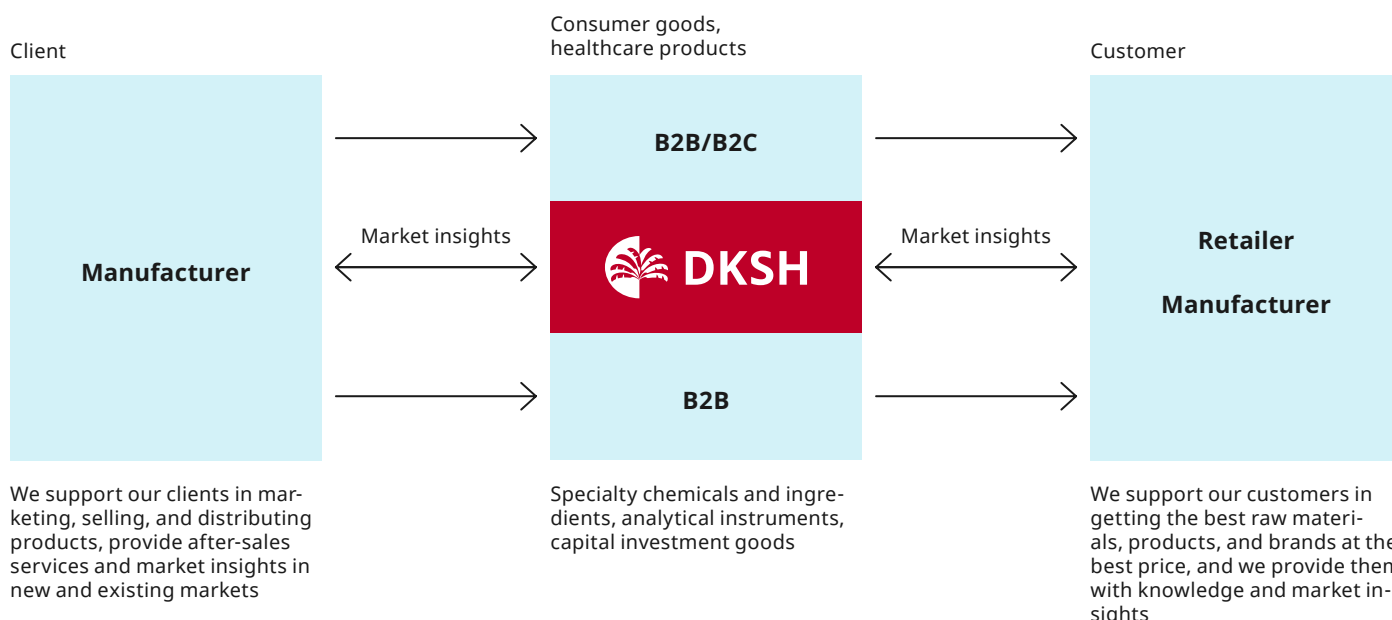 Client
Consumer goods,
healthcare products
Customer
Manufacturer
Market insights
B2B/B2C
DKSH
B2B
Market insights
Retailer
Manufacturer
We support our clients in mar-
keting, selling, and distributing
products, provide after-sales
services and market insights in
new and existing markets
Specialty chemicals and ingre-
dients, analytical instruments,
capital investment goods
We support our customers in
getting the best raw materi-
als, products, and brands at the
best price, and we provide them
with knowledge and market in-
sights